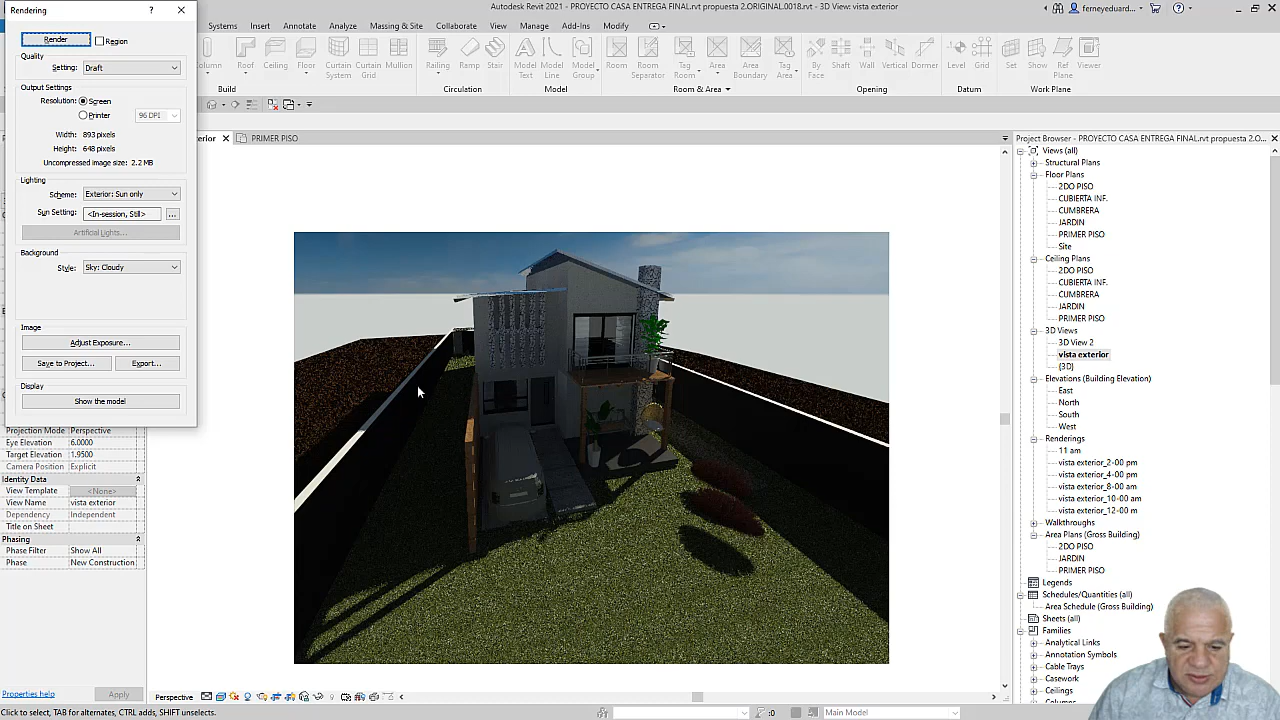 Rendering ? ×
Autodesk Revit 2021 - PROYECTO CASA ENTREGA FINAL.rvt propuesta 2.ORIGINAL.0018.rvt - 3D View: vista exterior
ferneyeduard...
Systems Insert Annotate Analyze Massing & Site Collaborate View Manage Add-Ins Modify
Render Region
Quality
Setting: Draft
Output Settings
Resolution: Screen
Printer 96 DPI
Width: 893 pixels
Height: 648 pixels
Uncompressed image size: 2.2 MB
Lighting
Scheme: Exterior: Sun only
Sun Setting: <In-session, Still> ...
Artificial Lights...
Background
Style: Sky: Cloudy
Image
Adjust Exposure...
Save to Project... Export...
Display
Show the model
Column Roof Ceiling Floor Curtain System Curtain Grid Mullion
Railing Ramp Stair
Model Text Model Line Model Group
Room Room Separator Tag Room Area Area Boundary Tag Area
By Face Shaft Wall Vertical Dormer
Level Grid
Set Show Ref Plane Viewer
Build Circulation Model Room & Area Opening Datum Work Plane
erior × PRIMER PISO
Projection Mode Perspective
Eye Elevation 6.0000
Target Elevation 1.9500
Camera Position Explicit
Identity Data
View Template <None>
View Name vista exterior
Dependency Independent
Title on Sheet
Phasing
Phase Filter Show All
Phase New Construction
Properties help Apply
Project Browser - PROYECTO CASA ENTREGA FINAL.rvt propuesta 2.O...
Views (all)
Structural Plans
Floor Plans
2DO PISO
CUBIERTA INF.
CUMBRERA
JARDIN
PRIMER PISO
Site
Ceiling Plans
2DO PISO
CUBIERTA INF.
CUMBRERA
JARDIN
PRIMER PISO
3D Views
3D View 2
vista exterior
{3D}
Elevations (Building Elevation)
East
North
South
West
Renderings
11 am
vista exterior_2-00 pm
vista exterior_4-00 pm
vista exterior_8-00 am
vista exterior_10-00 am
vista exterior_12-00 m
Walkthroughs
Area Plans (Gross Building)
2DO PISO
JARDIN
PRIMER PISO
Legends
Schedules/Quantities (all)
Area Schedule (Gross Building)
Sheets (all)
Families
Analytical Links
Annotation Symbols
Cable Trays
Casework
Ceilings
Perspective
Click to select, TAB for alternates, CTRL adds, SHIFT unselects.
:0 Main Model